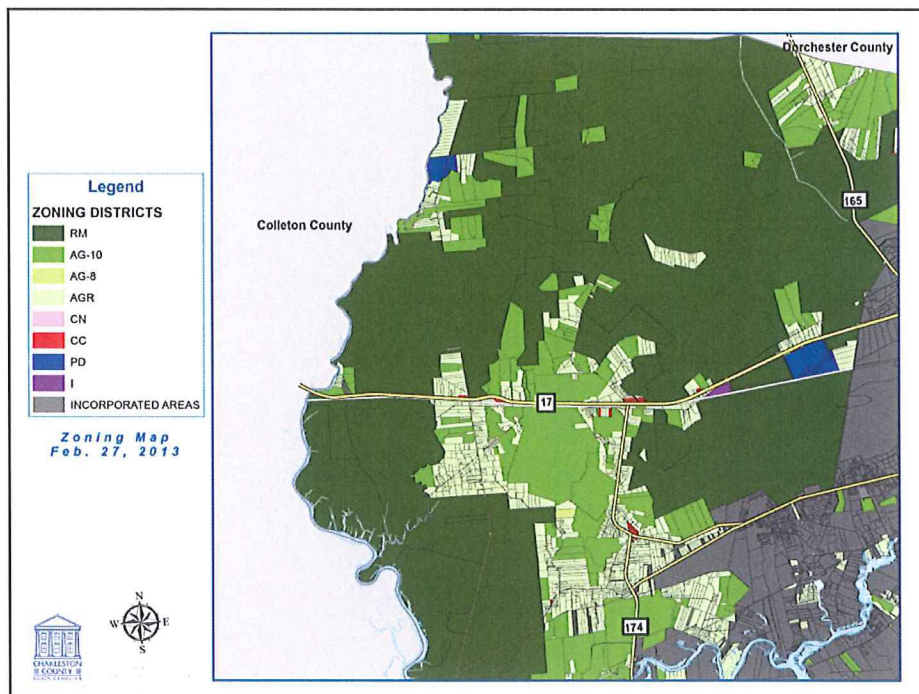 Legend
ZONING DISTRICTS
RM
AG-10
AG-8
AGR
CN
CC
PD
I
INCORPORATED AREAS
Zoning Map
Feb. 27, 2013
N
W E
S
CHARLESTON
COUNTY
Dorchester County
Colleton County
165
17
174